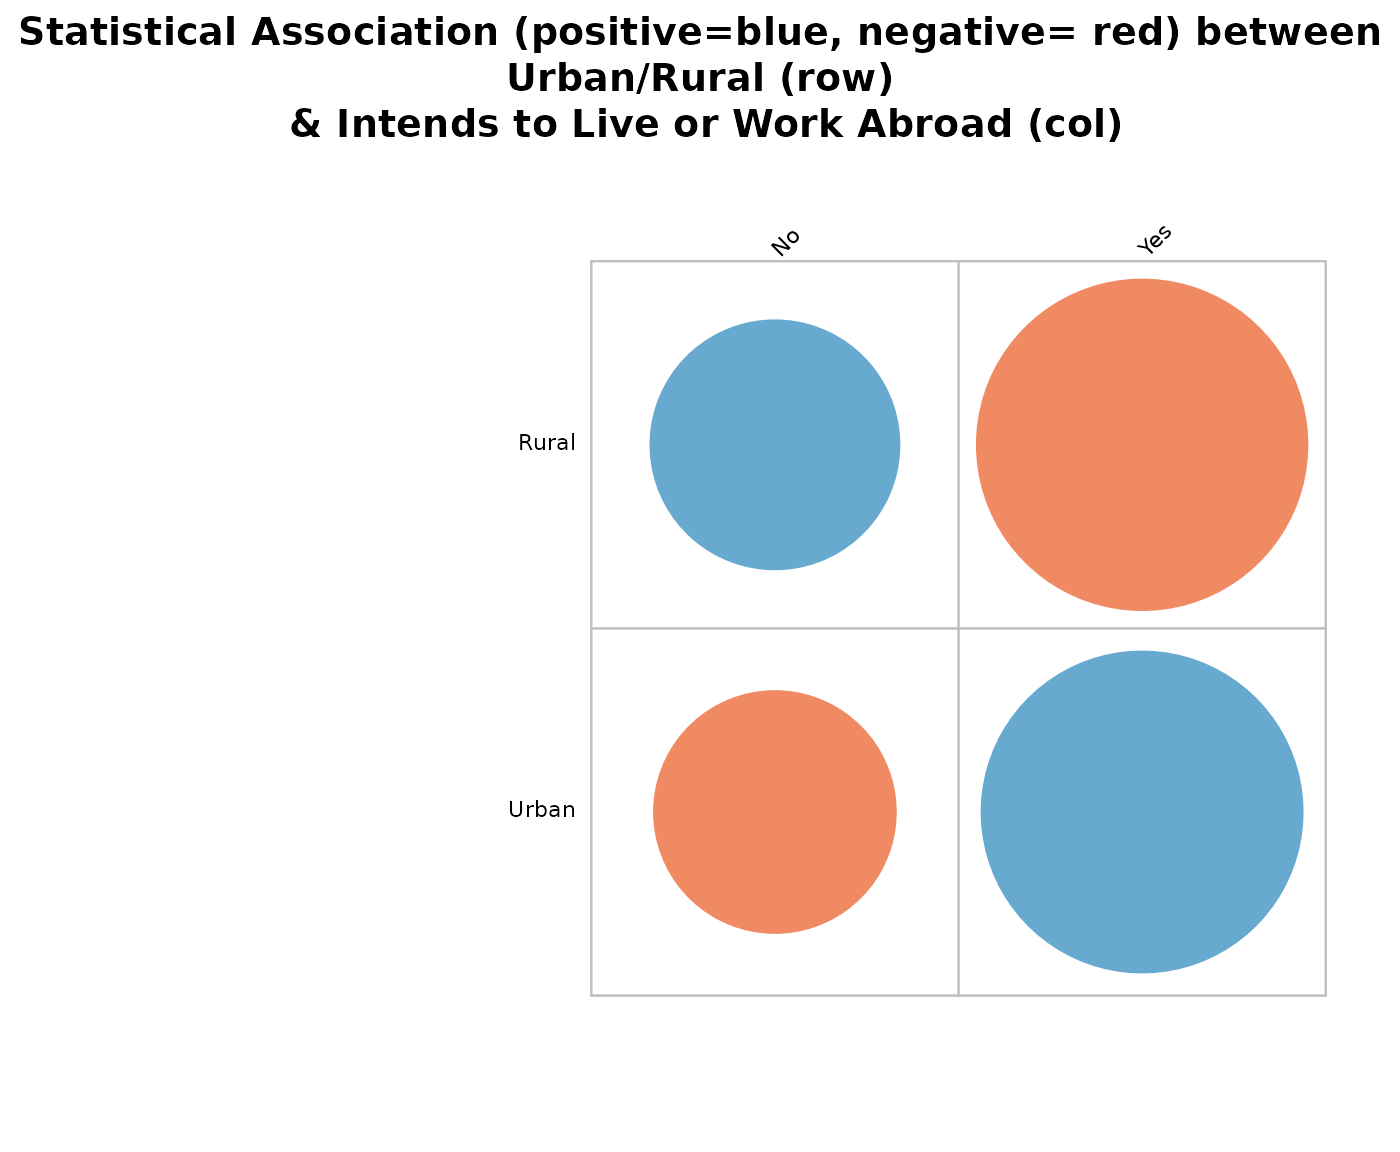 Statistical Association (positive=blue, negative= red) between
Urban/Rural (row)
& Intends to Live or Work Abroad (col)
No
Yes
Rural
Urban